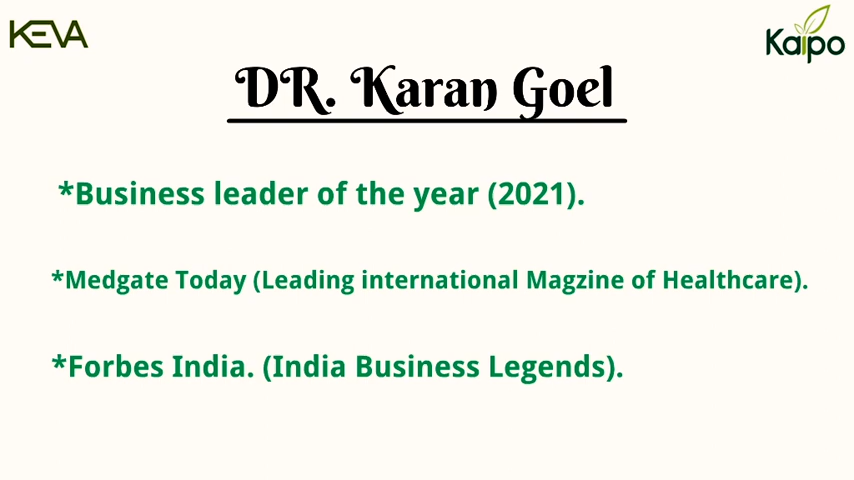 KEVA
Kaipo
DR. Karan Goel
*Business leader of the year (2021).
*Medgate Today (Leading international Magzine of Healthcare).
*Forbes India. (India Business Legends).